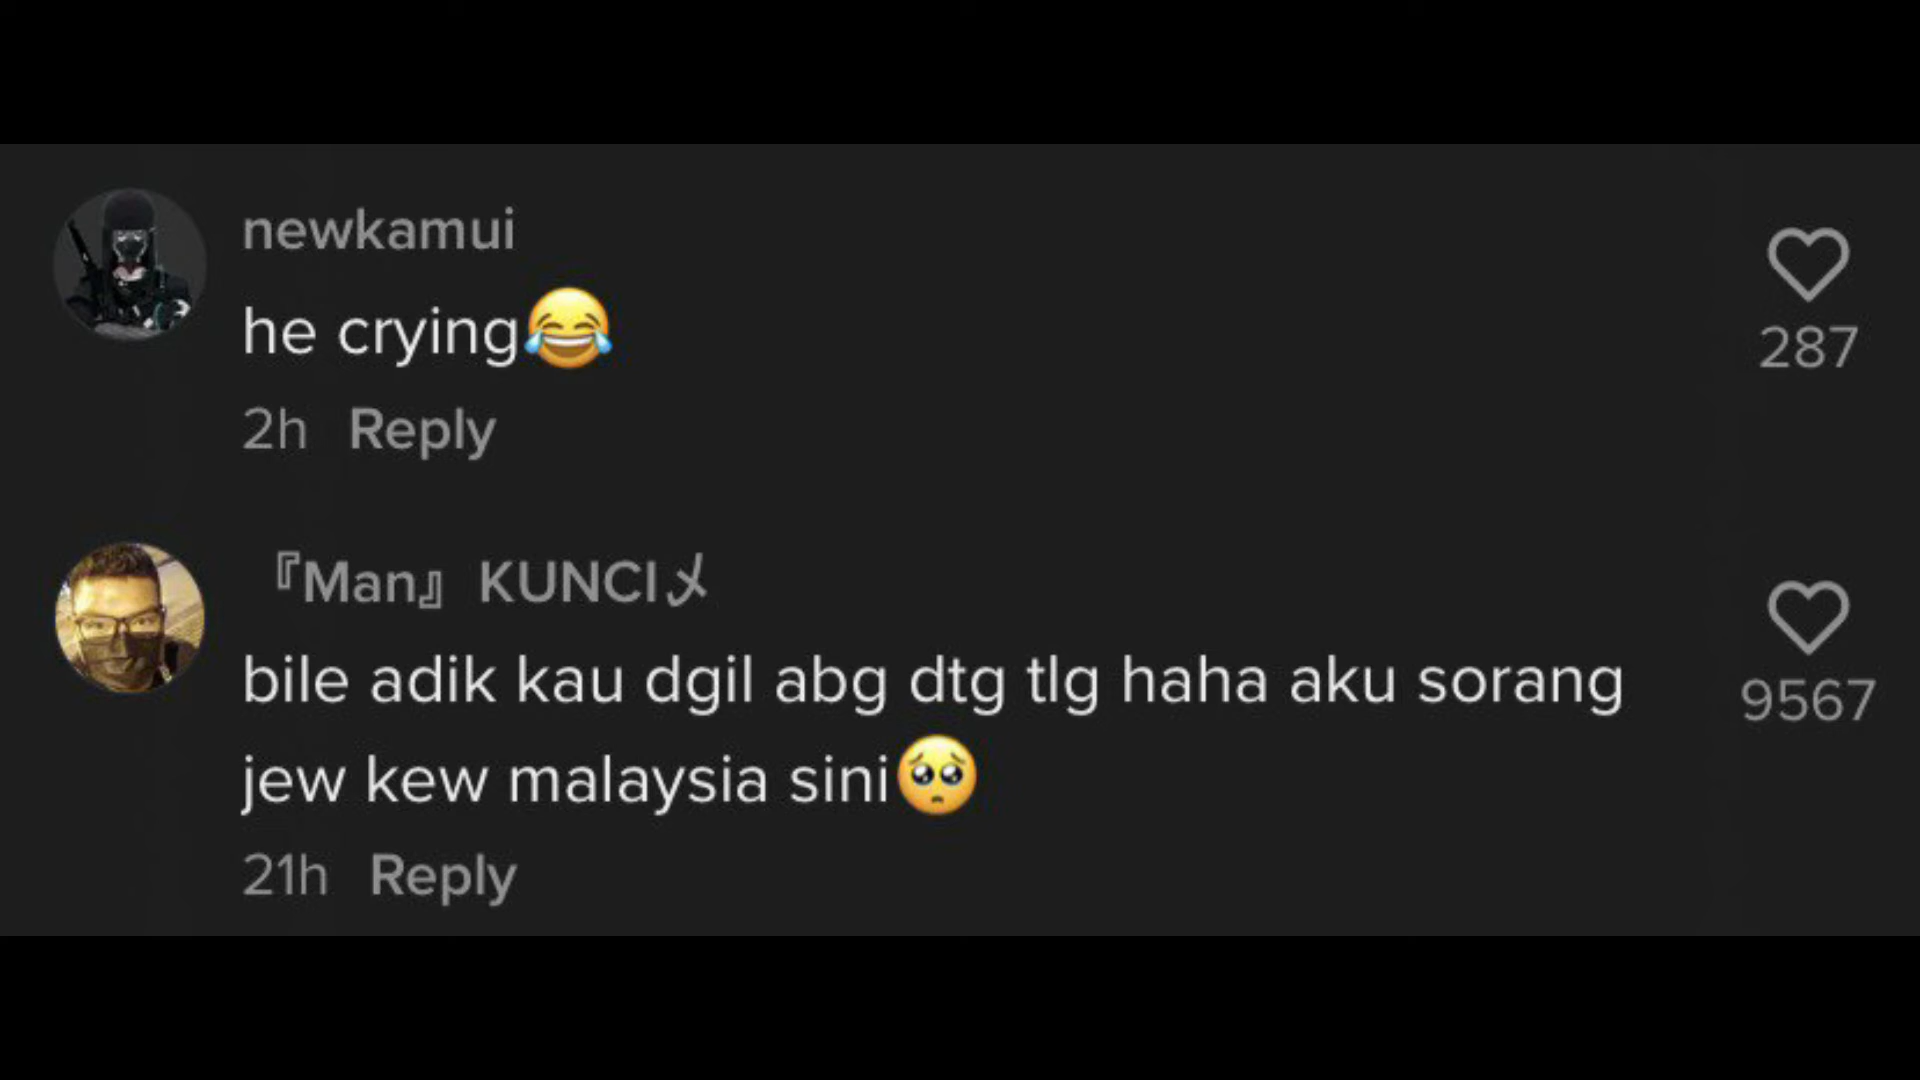 newkamui
he crying😂
287
2h Reply
『Man』 KUNCIメ
bile adik kau dgil abg dtg tlg haha aku sorang
jew kew malaysia sini🥺
9567
21h Reply